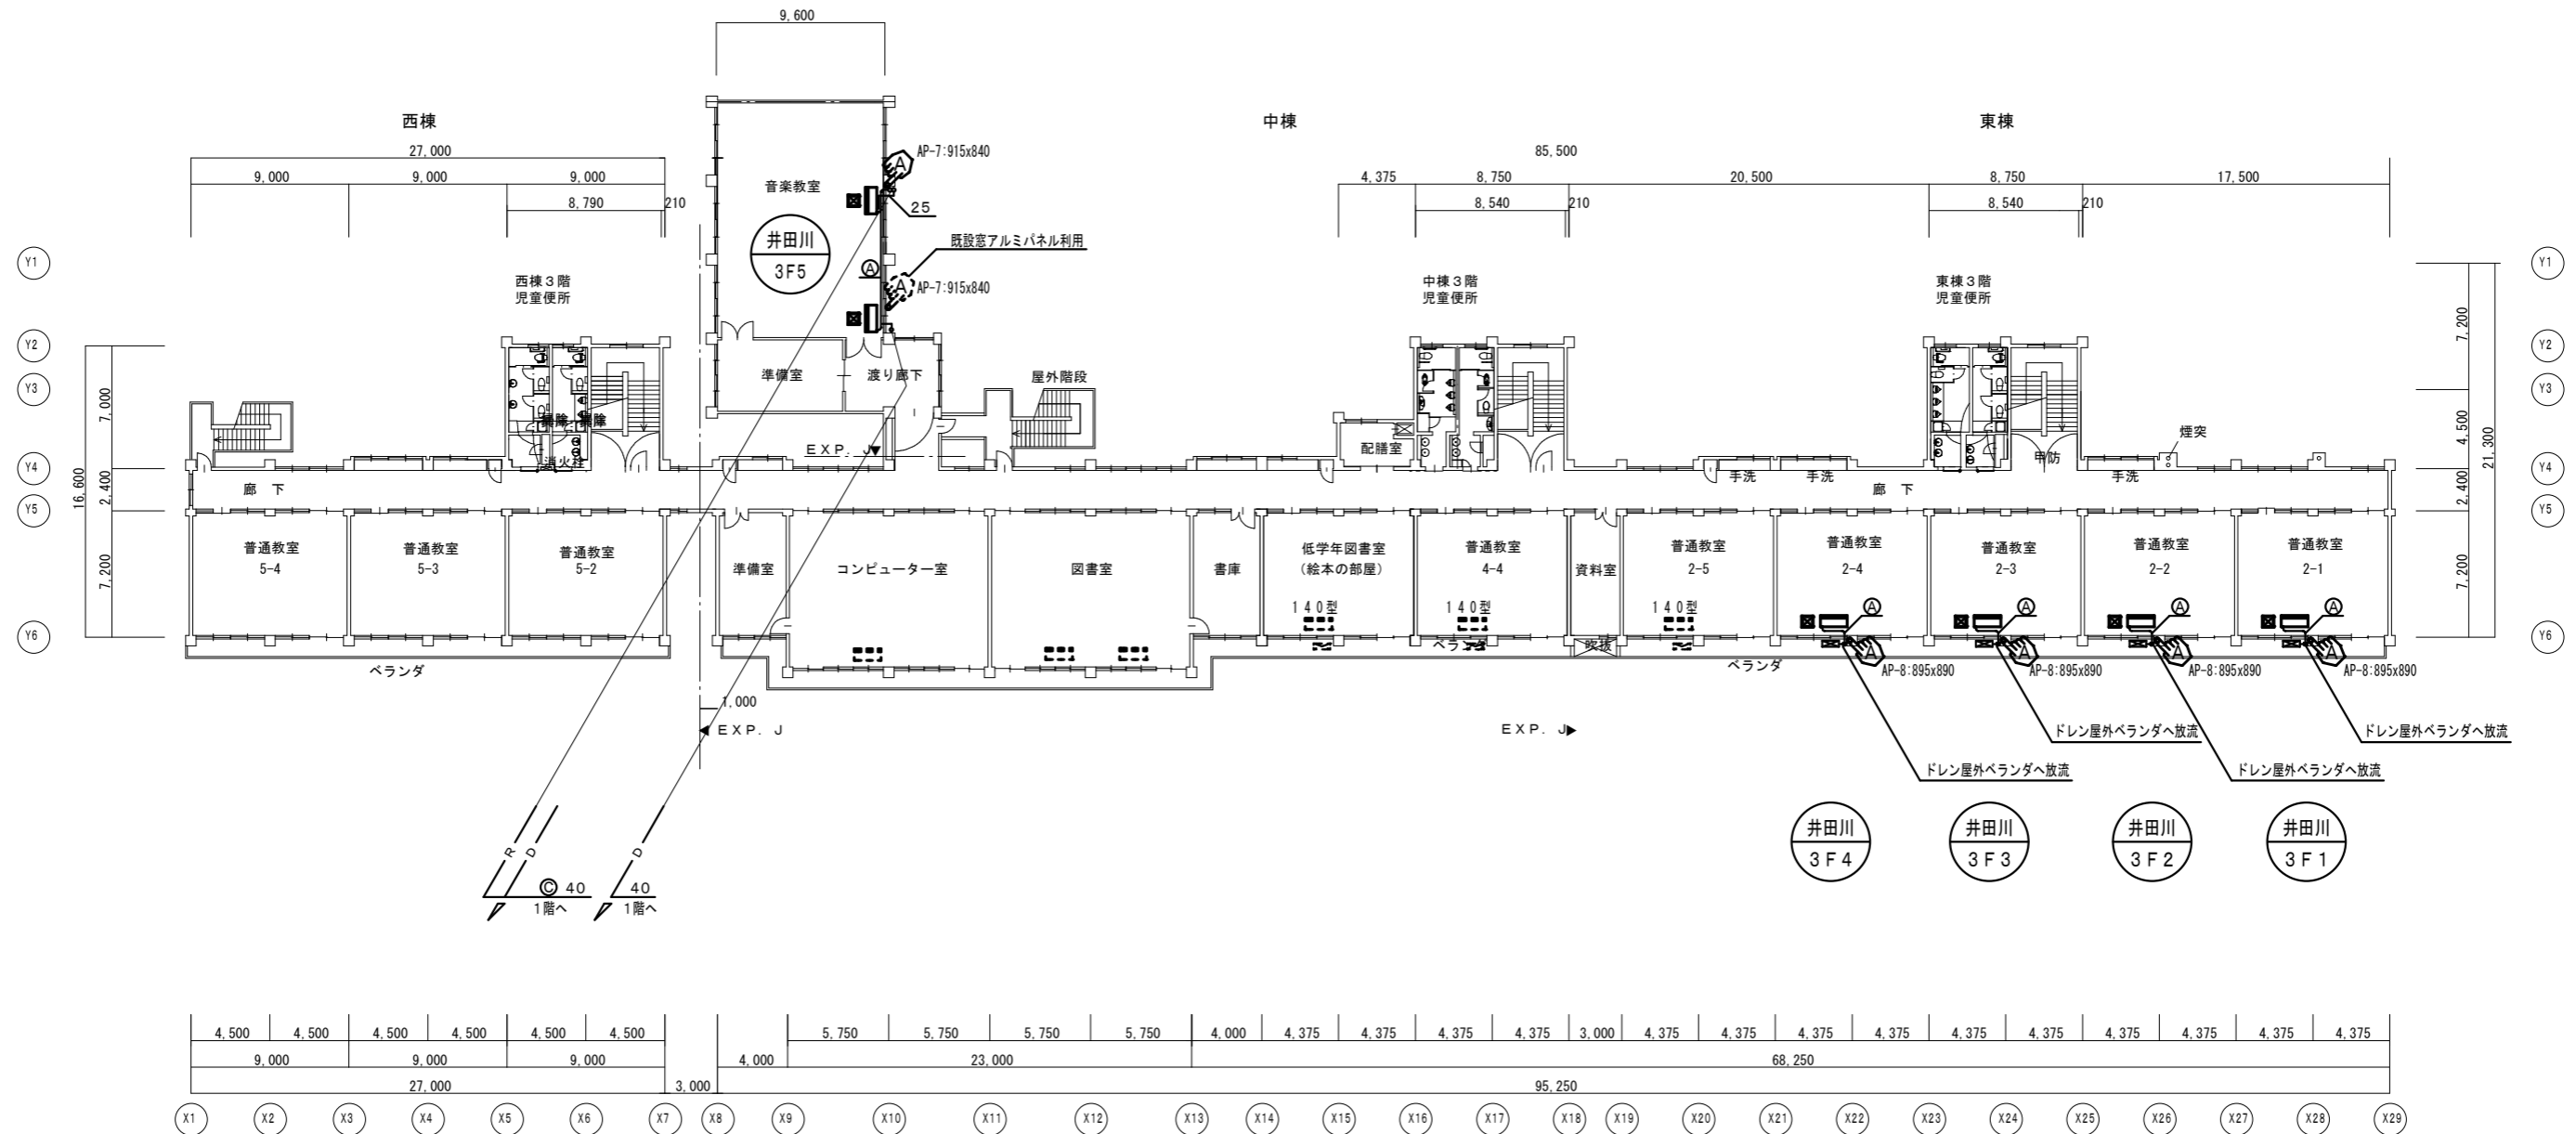 9,600
西棟
中棟
東棟
27,000
85,500
9,000
9,000
9,000
4,375
8,750
20,500
8,750
17,500
8,790
210
8,540
210
8,540
210
A
AP-7:915x840
音楽教室
25
井田川
3F5
既設窓アルミパネル利用
A
A
AP-7:915x840
Y1
Y1
西棟３階
児童便所
中棟３階
児童便所
東棟３階
児童便所
Y2
Y2
Y3
Y3
Y4
Y4
Y5
Y5
Y6
Y6
16,600
7,000
2,400
7,200
7,200
4,500
2,400
7,200
21,300
準備室
渡り廊下
屋外階段
消火栓
EXP. J
配膳室
煙突
廊 下
手洗
手洗
廊 下
手洗
普通教室
5-4
普通教室
5-3
普通教室
5-2
準備室
コンピューター室
図書室
書庫
低学年図書室
(絵本の部屋)
普通教室
4-4
資料室
普通教室
2-5
普通教室
2-4
普通教室
2-3
普通教室
2-2
普通教室
2-1
１４０型
１４０型
１４０型
A
A
A
A
吹抜
ベランダ
ベランダ
ベランダ
A
A
A
A
AP-8:895x890
AP-8:895x890
AP-8:895x890
AP-8:895x890
1,000
EXP. J
EXP. J
ドレン屋外ベランダへ放流
ドレン屋外ベランダへ放流
ドレン屋外ベランダへ放流
ドレン屋外ベランダへ放流
井田川
３Ｆ４
井田川
３Ｆ３
井田川
３Ｆ２
井田川
３Ｆ１
R
D
D
C 40
1階へ
40
1階へ
4,500
4,500
4,500
4,500
4,500
4,500
5,750
5,750
5,750
5,750
4,000
4,375
4,375
4,375
4,375
3,000
4,375
4,375
4,375
4,375
4,375
4,375
4,375
4,375
4,375
4,375
9,000
9,000
9,000
4,000
23,000
68,250
27,000
3,000
95,250
X1
X2
X3
X4
X5
X6
X7
X8
X9
X10
X11
X12
X13
X14
X15
X16
X17
X18
X19
X20
X21
X22
X23
X24
X25
X26
X27
X28
X29